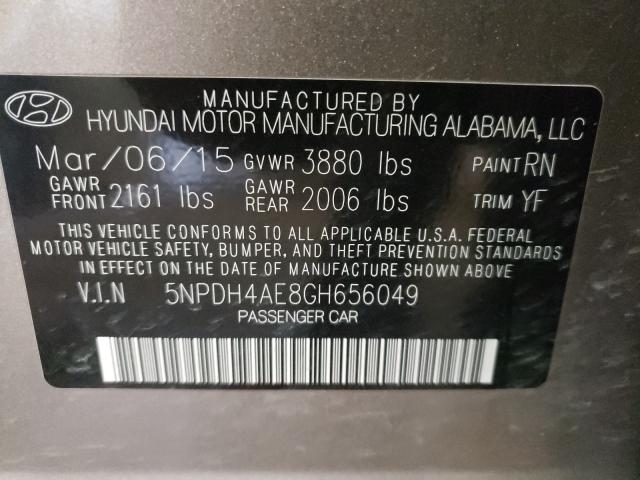 MANUFACTURED BY
HYUNDAI MOTOR MANUFACTURING ALABAMA, LLC
Mar/06/15 GVWR 3880 lbs PAINT RN
GAWR FRONT 2161 lbs GAWR REAR 2006 lbs TRIM YF
THIS VEHICLE CONFORMS TO ALL APPLICABLE U.S.A. FEDERAL
MOTOR VEHICLE SAFETY, BUMPER, AND THEFT PREVENTION STANDARDS
IN EFFECT ON THE DATE OF MANUFACTURE SHOWN ABOVE
V.I.N 5NPDH4AE8GH656049
PASSENGER CAR